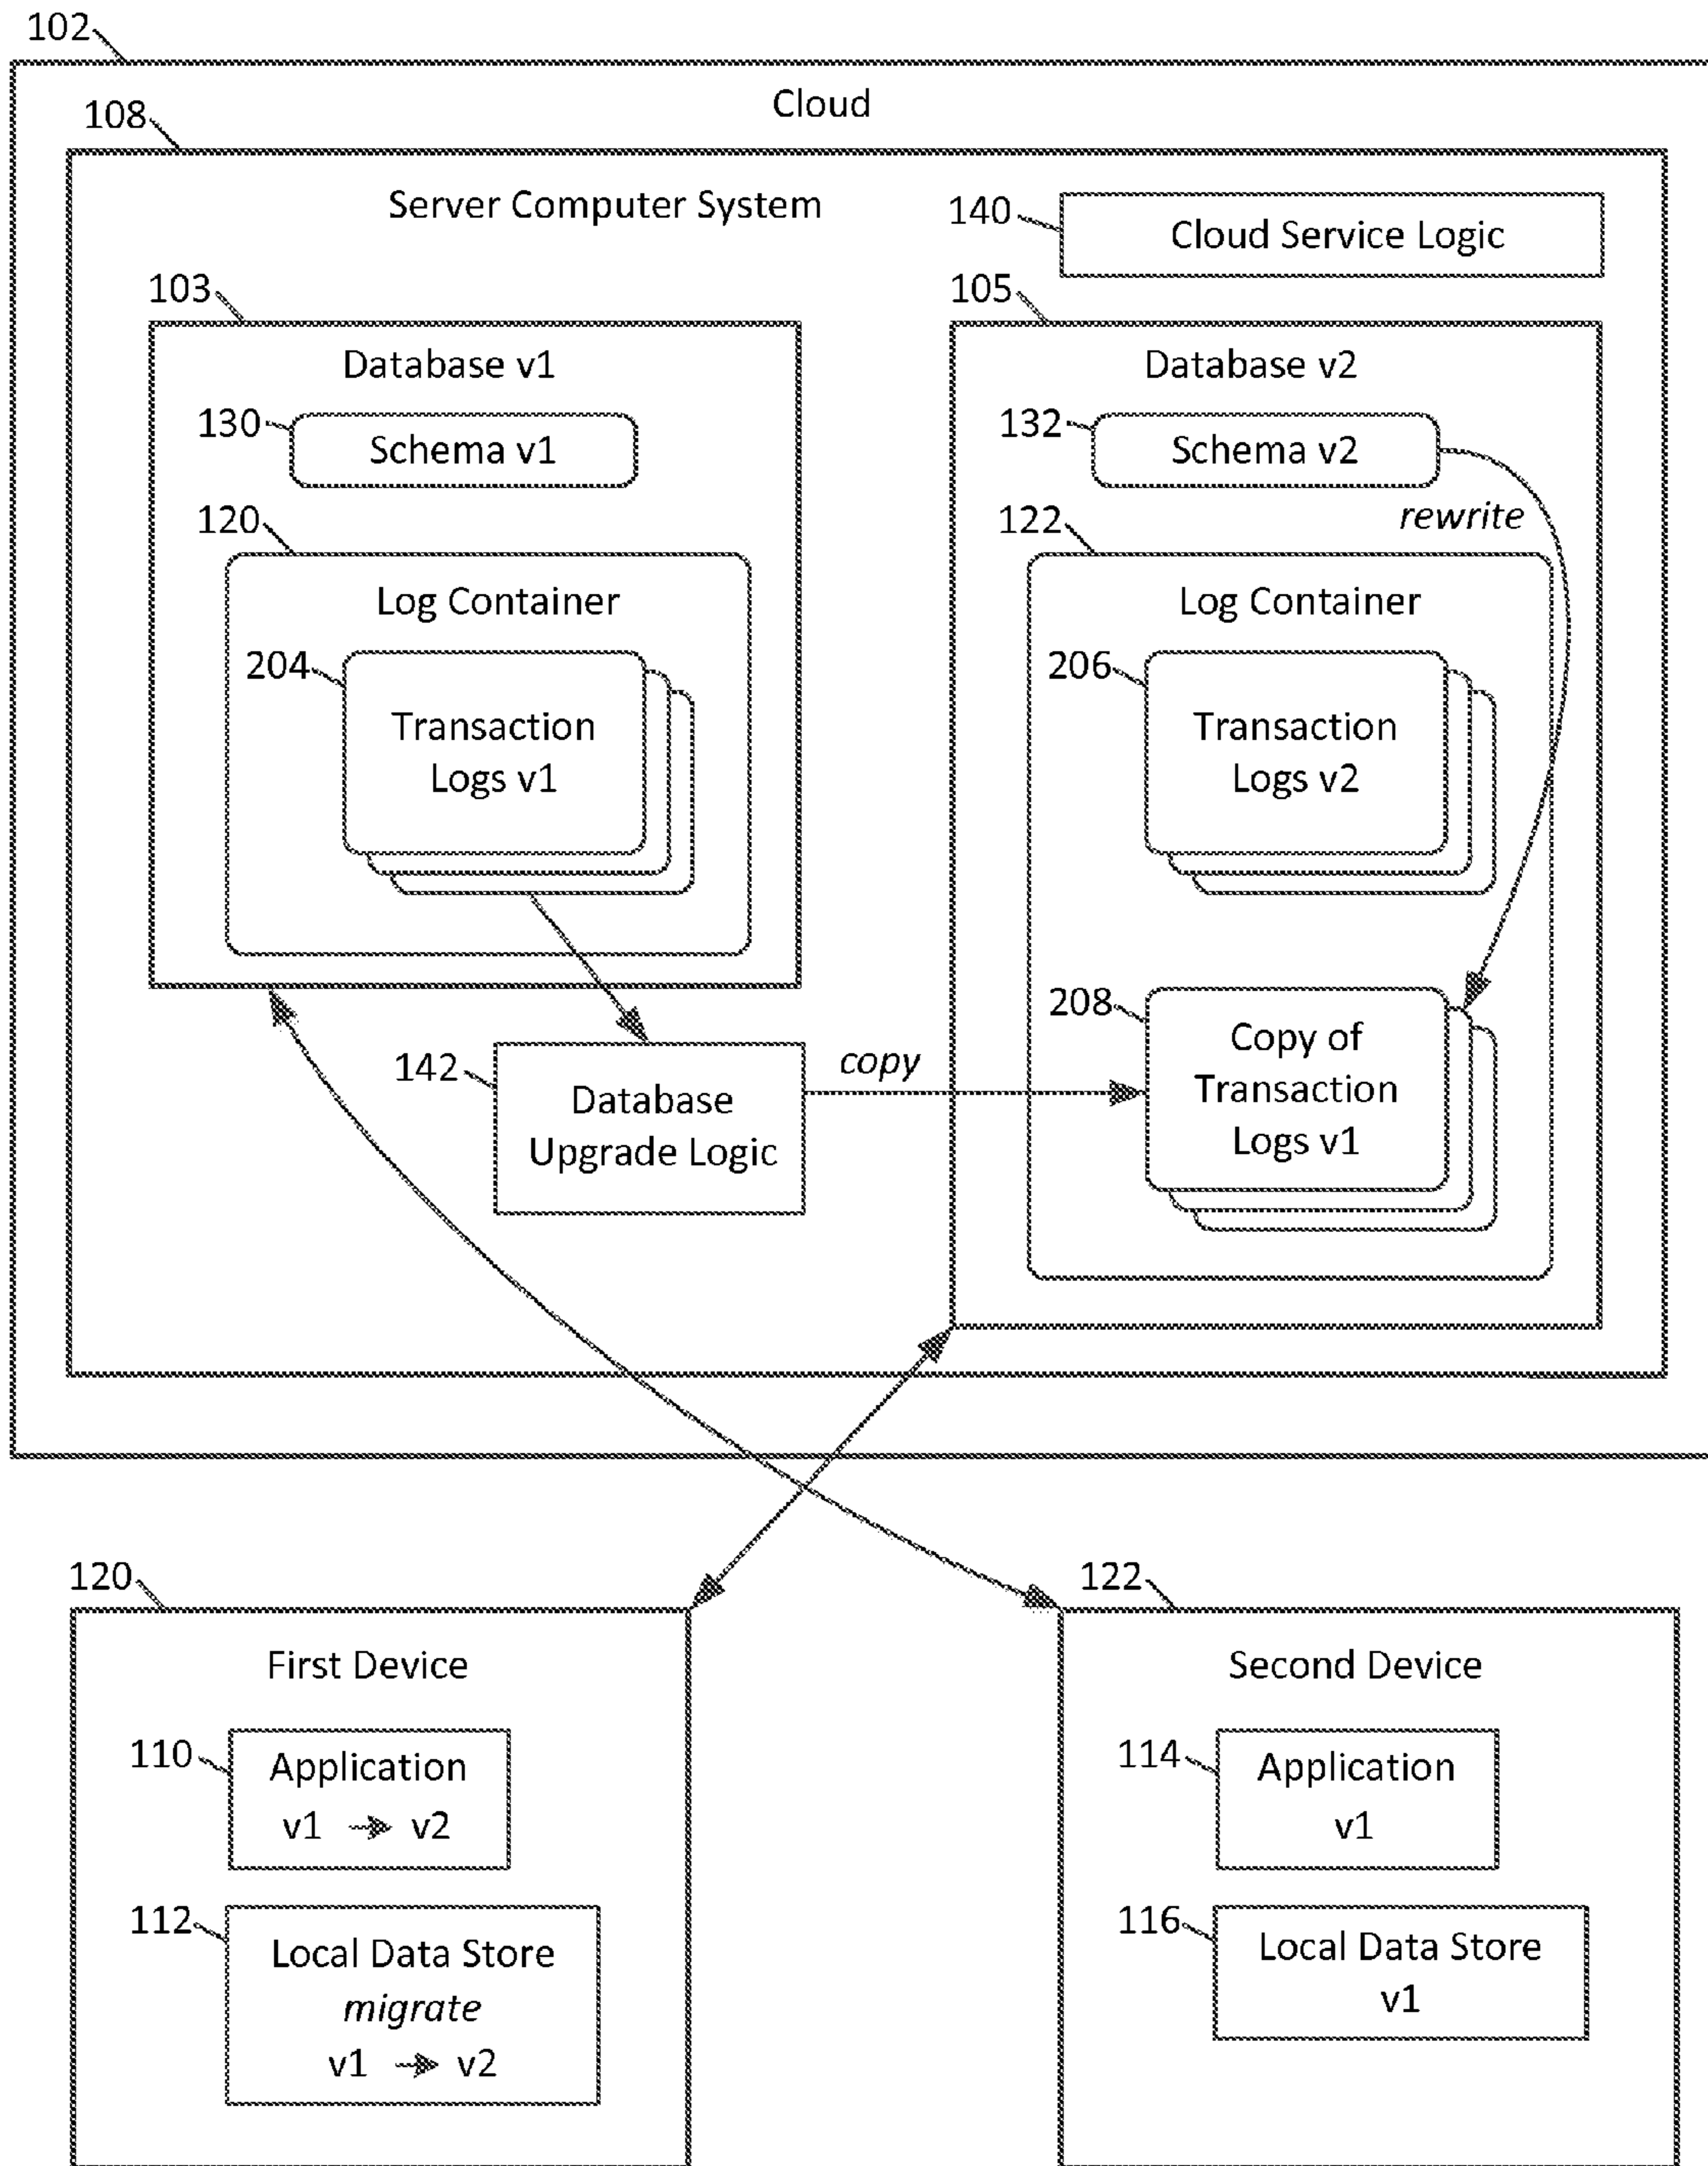 102
Cloud
108
Server Computer System
140
Cloud Service Logic
103
Database v1
130
Schema v1
120
Log Container
204
Transaction
Logs v1
105
Database v2
132
Schema v2
rewrite
122
Log Container
206
Transaction
Logs v2
208
Copy of
Transaction
Logs v1
142
Database
Upgrade Logic
copy
120
First Device
110
Application
v1 → v2
112
Local Data Store
migrate
v1 → v2
122
Second Device
114
Application
v1
116
Local Data Store
v1